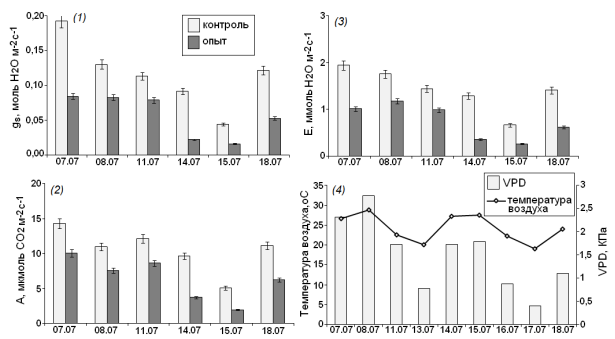 (1)
контроль
опыт
gs, моль H2O м-2с-1
0,20
0,15
0,10
0,05
0,00
07.07 08.07 11.07 14.07 15.07 18.07
(3)
E, ммоль H2O м-2с-1
3
2
1
0
07.07 08.07 11.07 14.07 15.07 18.07
(2)
A, мкмоль CO2 м-2с-1
20
15
10
5
0
07.07 08.07 11.07 14.07 15.07 18.07
(4)
VPD
температура
воздуха
Температура воздуха,оС
35
30
25
20
15
10
5
0
07.07 08.07 11.07 13.07 14.07 15.07 16.07 17.07 18.07
3
2,5
2
1,5
1
0,5
0
VPD, КПа